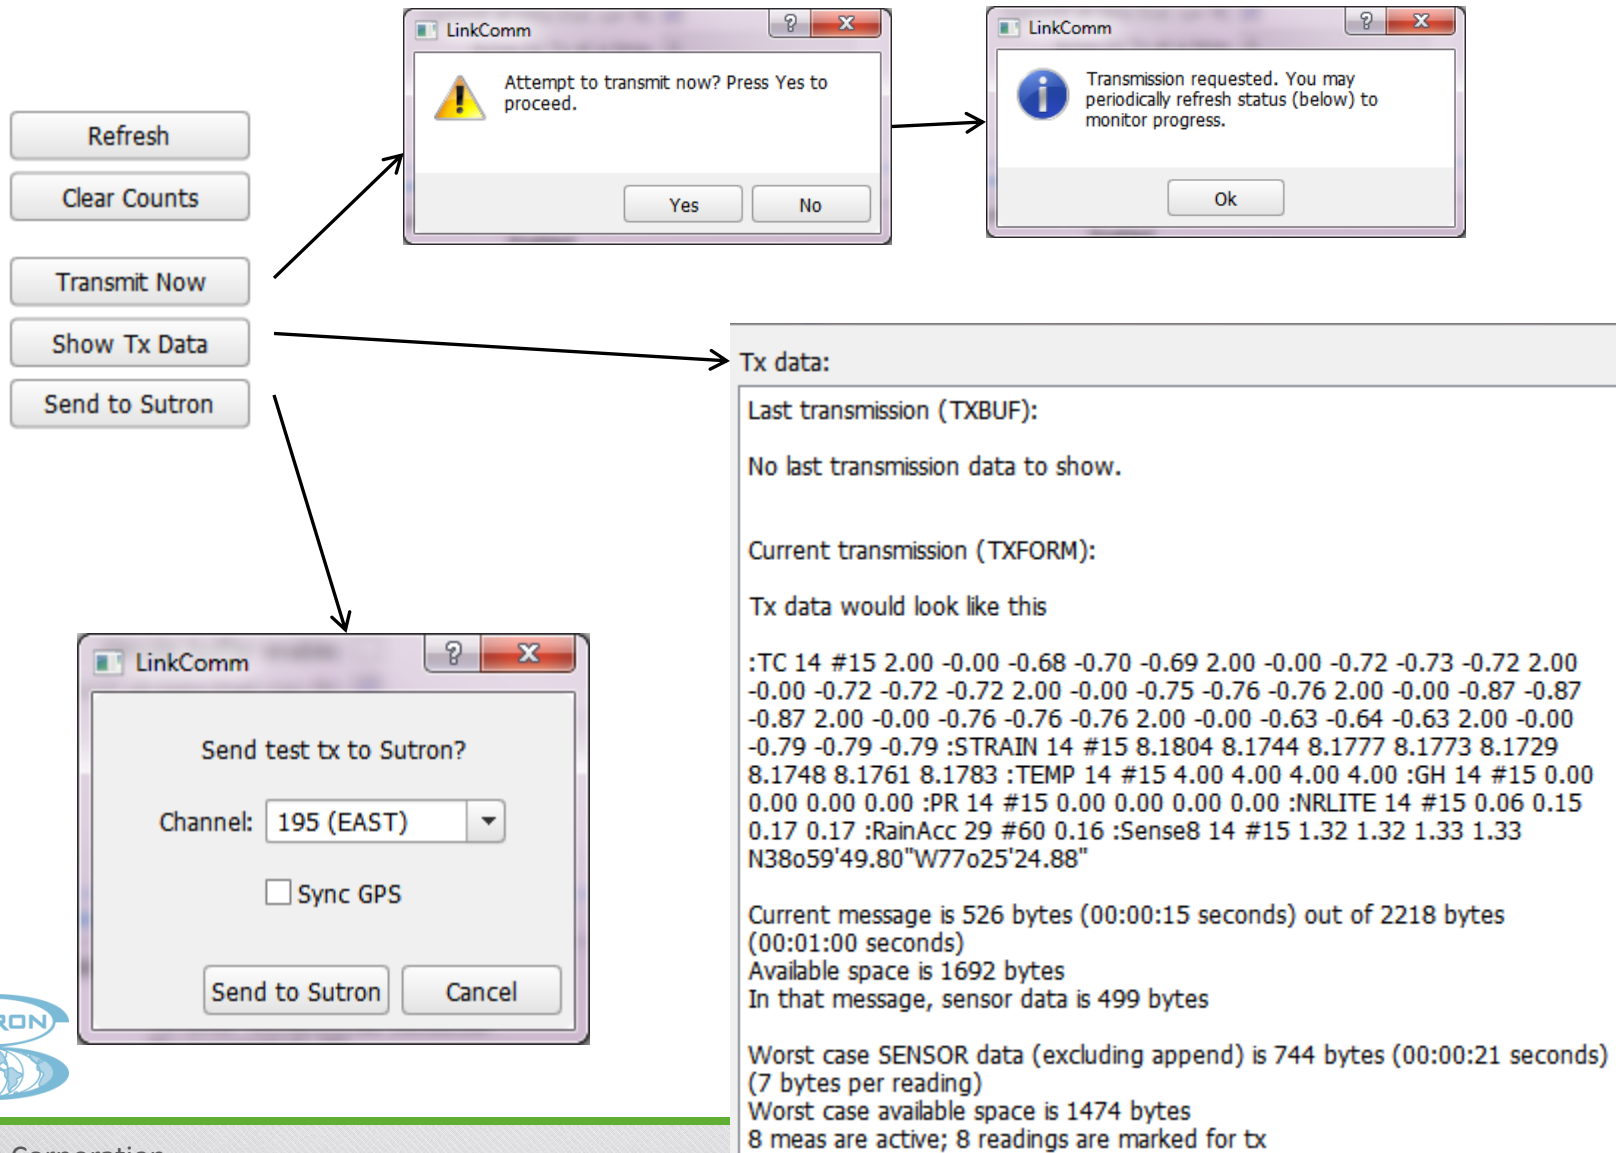 LinkComm
Attempt to transmit now? Press Yes to
proceed.
Yes
No
LinkComm
Transmission requested. You may
periodically refresh status (below) to
monitor progress.
Ok
Refresh
Clear Counts
Transmit Now
Show Tx Data
Send to Sutron
LinkComm
Send test tx to Sutron?
Channel: 195 (EAST)
Sync GPS
Send to Sutron
Cancel
Tx data:
Last transmission (TXBUF):
No last transmission data to show.
Current transmission (TXFORM):
Tx data would look like this
:TC 14 #15 2.00 -0.00 -0.68 -0.70 -0.69 2.00 -0.00 -0.72 -0.73 -0.72 2.00
-0.00 -0.72 -0.72 -0.72 2.00 -0.00 -0.75 -0.76 -0.76 2.00 -0.00 -0.87 -0.87
-0.87 2.00 -0.00 -0.76 -0.76 -0.76 2.00 -0.00 -0.63 -0.64 -0.63 2.00 -0.00
-0.79 -0.79 -0.79 :STRAIN 14 #15 8.1804 8.1744 8.1777 8.1773 8.1729
8.1748 8.1761 8.1783 :TEMP 14 #15 4.00 4.00 4.00 4.00 :GH 14 #15 0.00
0.00 0.00 0.00 :PR 14 #15 0.00 0.00 0.00 0.00 :NRLITE 14 #15 0.06 0.15
0.17 0.17 :RainAcc 29 #60 0.16 :Sense8 14 #15 1.32 1.32 1.33 1.33
N38o59'49.80"W77o25'24.88"
Current message is 526 bytes (00:00:15 seconds) out of 2218 bytes
(00:01:00 seconds)
Available space is 1692 bytes
In that message, sensor data is 499 bytes
Worst case SENSOR data (excluding append) is 744 bytes (00:00:21 seconds)
(7 bytes per reading)
Worst case available space is 1474 bytes
8 meas are active; 8 readings are marked for tx
RON